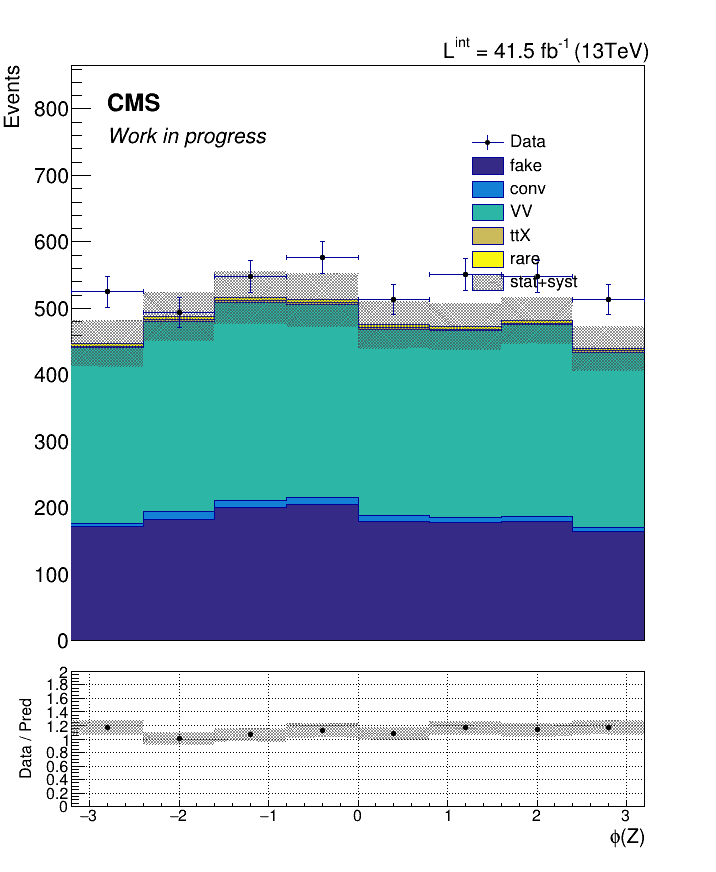 L^int = 41.5 fb^-1 (13TeV)
Events
CMS
Work in progress
Data
fake
conv
VV
ttX
rare
stat+syst
800
700
600
500
400
300
200
100
0
Data / Pred
2
1.8
1.6
1.4
1.2
1
0.8
0.6
0.4
0.2
0
−3 −2 −1 0 1 2 3
ϕ(Z)